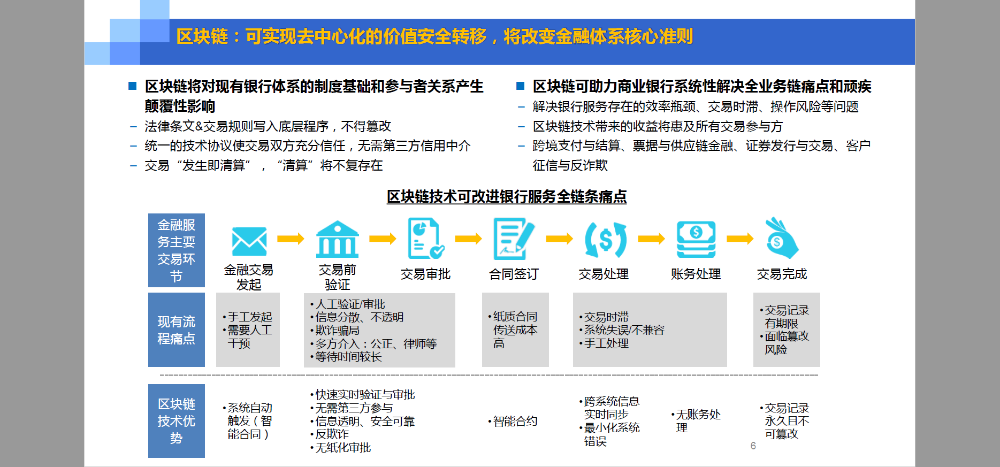 区块链：可实现去中心化的价值安全转移，将改变金融体系核心准则
■ 区块链将对现有银行体系的制度基础和参与者关系产生
颠覆性影响
– 法律条文&交易规则写入底层程序，不得篡改
– 统一的技术协议使交易双方充分信任，无需第三方信用中介
– 交易“发生即清算”，“清算”将不复存在
■ 区块链可助力商业银行系统性解决全业务链痛点和顽疾
– 解决银行服务存在的效率瓶颈、交易时滞、操作风险等问题
– 区块链技术带来的收益将惠及所有交易参与方
– 跨境支付与结算、票据与供应链金融、证券发行与交易、客户
征信与反诈欺
区块链技术可改进银行服务全链条痛点
金融服
务主要
交易环
节
金融交易
发起
交易前
验证
交易审批
合同签订
交易处理
账务处理
交易完成
现有流
程痛点
•手工发起
•需要人工
干预
•人工验证/审批
•信息分散、不透明
•欺诈骗局
•多方介入：公正、律师等
•等待时间较长
•纸质合同
传送成本
高
•交易时滞
•系统失误/不兼容
•手工处理
•交易记录
有期限
•面临篡改
风险
区块链
技术优
势
•系统自动
触发（智
能合同）
•快速实时验证与审批
•无需第三方参与
•信息透明、安全可靠
•反欺诈
•无纸化审批
•智能合约
•跨系统信息
实时同步
•最小化系统
错误
•无账务处
理
•交易记录
永久且不
可篡改
6